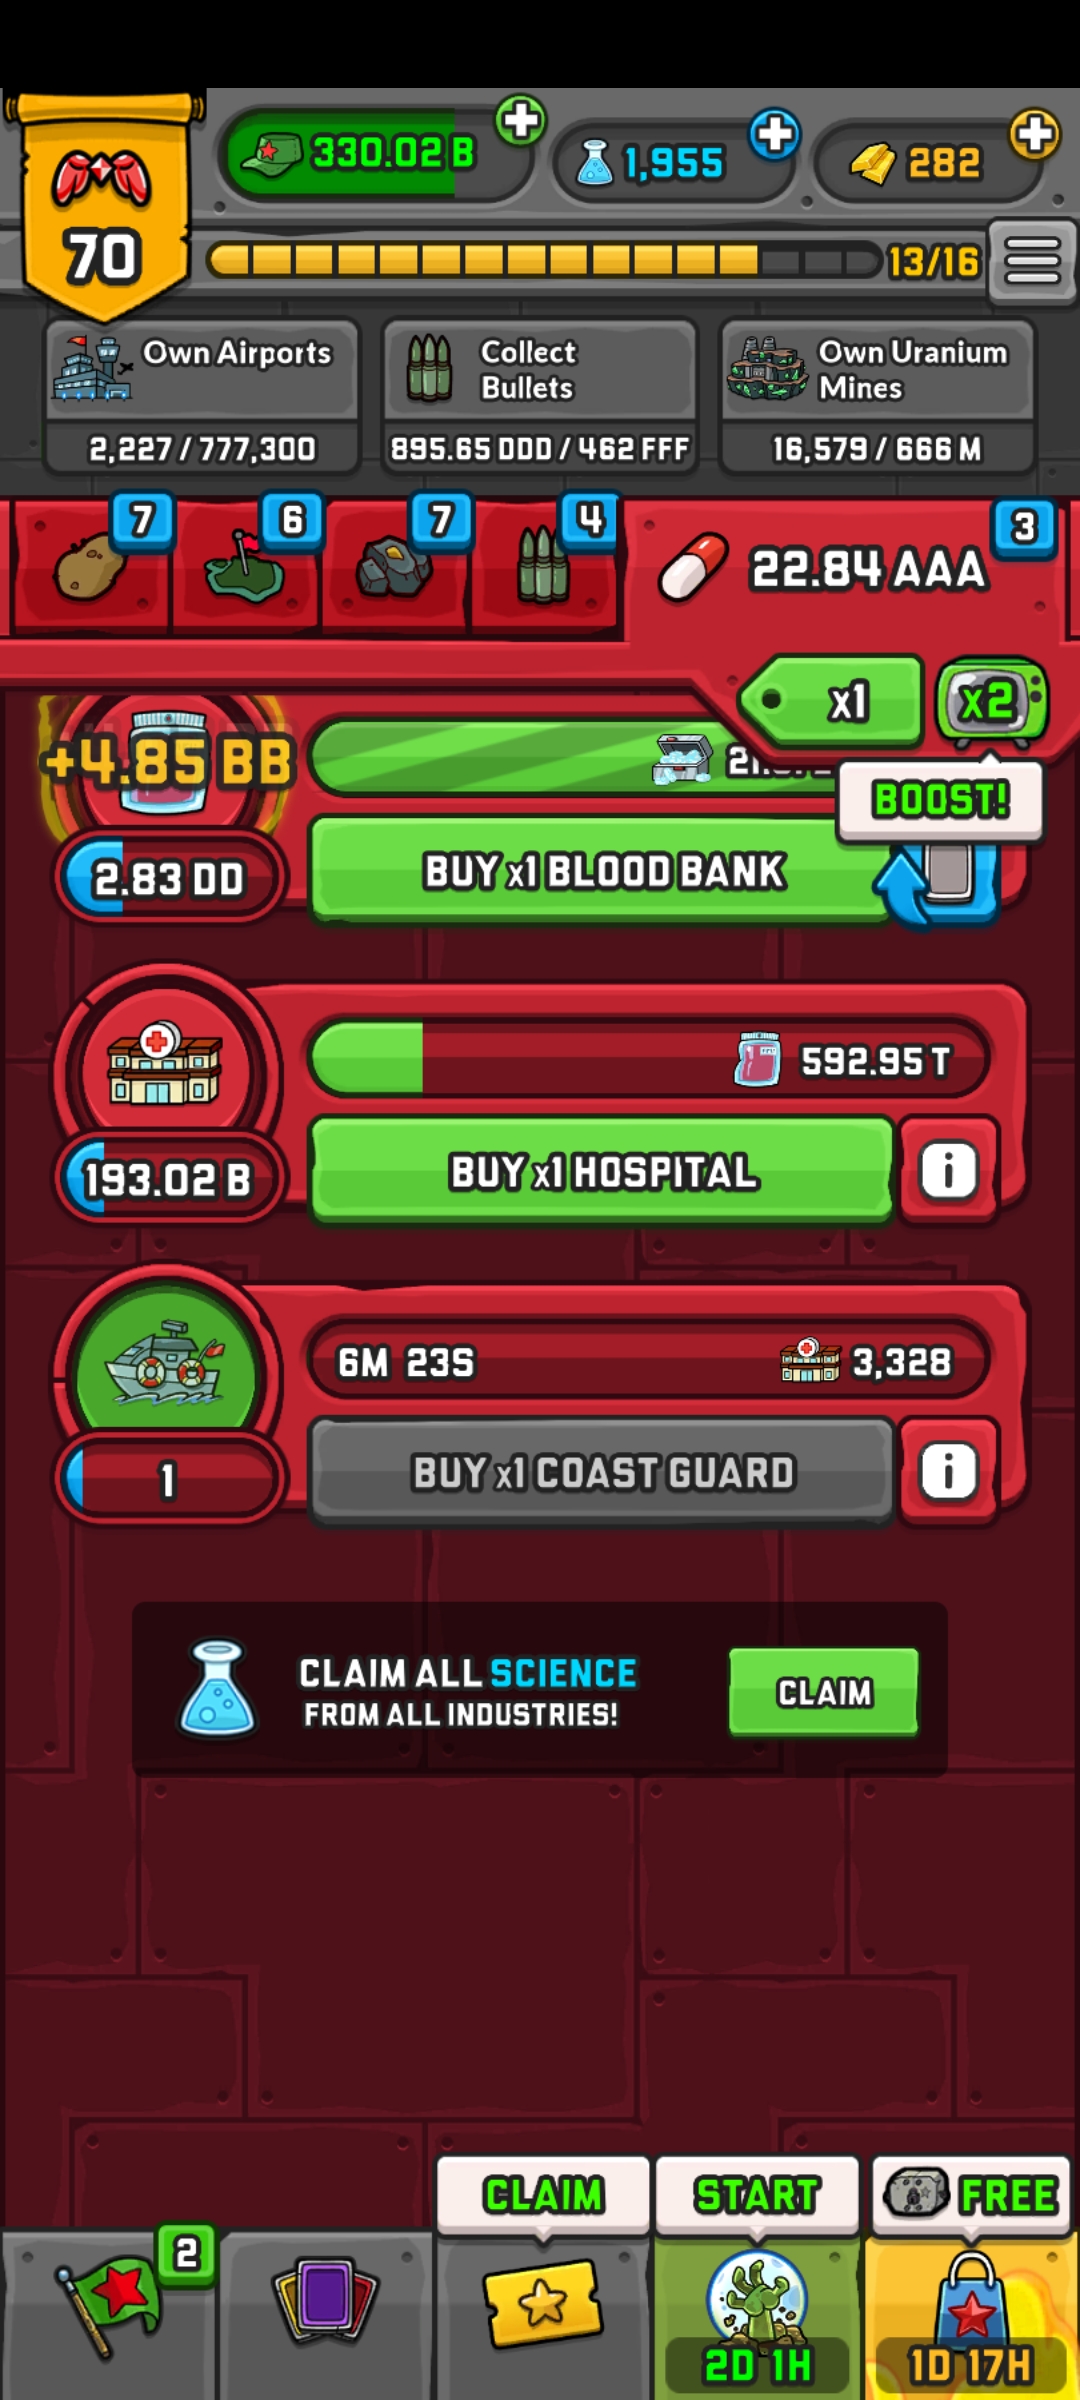 330.02 B
1,955
282
70
13/16
Own Airports
2,227 / 777,300
Collect
Bullets
895.65 DDD / 462 FFF
Own Uranium
Mines
16,579 / 666 M
7
6
7
4
22.84 AAA
3
x1
x2
BOOST!
+4.85 BB
2.83 DD
BUY x1 BLOOD BANK
592.95 T
193.02 B
BUY x1 HOSPITAL
i
6M 23S
3,328
1
BUY x1 COAST GUARD
i
CLAIM ALL SCIENCE
FROM ALL INDUSTRIES!
CLAIM
CLAIM
START
FREE
2
2D 1H
1D 17H